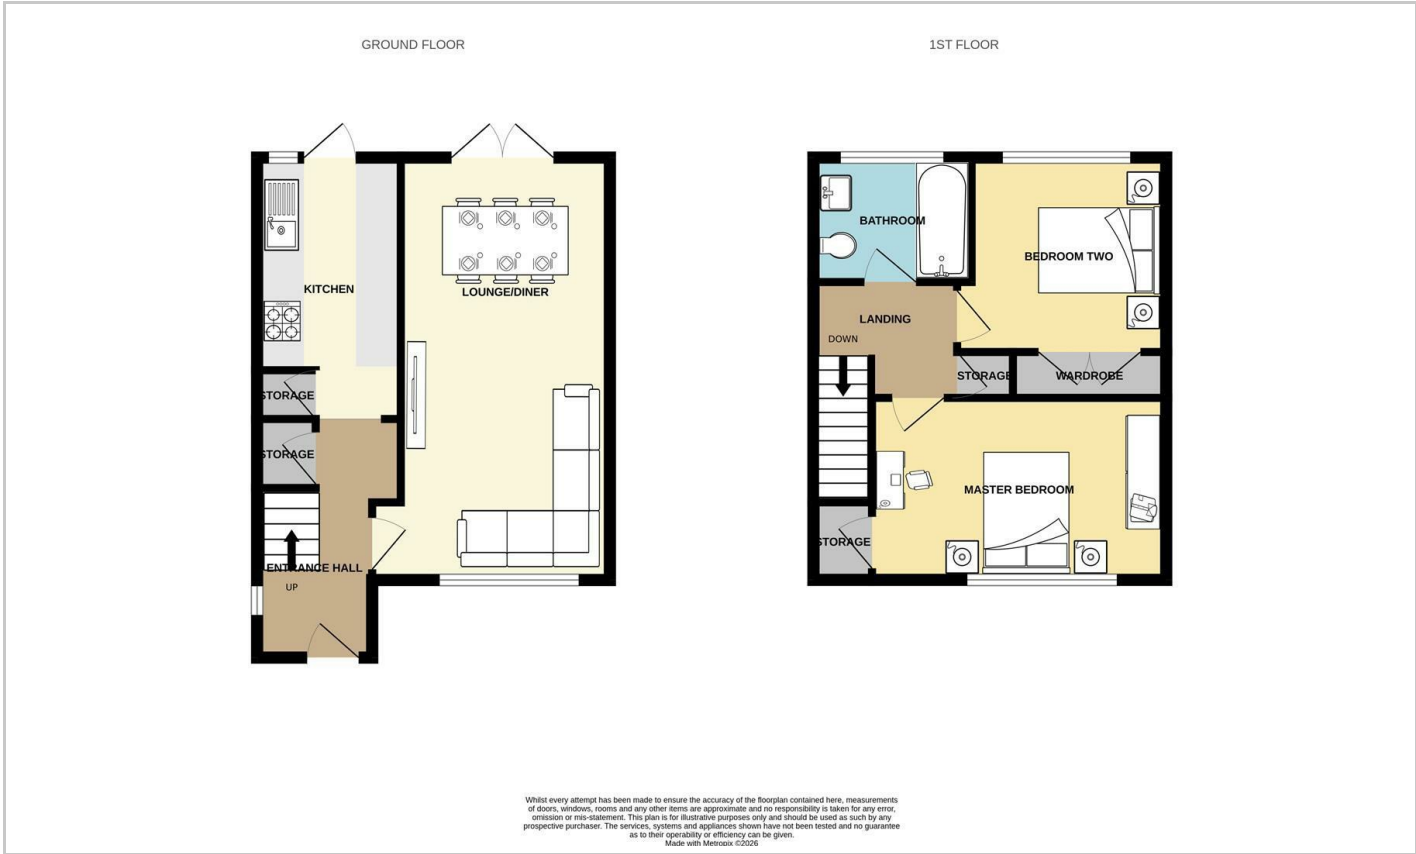 GROUND FLOOR
1ST FLOOR
KITCHEN
LOUNGE/DINER
STORAGE
STORAGE
ENTRANCE HALL
UP
BATHROOM
BEDROOM TWO
LANDING
DOWN
STORAGE
WARDROBE
MASTER BEDROOM
STORAGE
Whilst every attempt has been made to ensure the accuracy of the floorplan contained here, measurements
of doors, windows, rooms and any other items are approximate and no responsibility is taken for any error,
omission or mis-statement. This plan is for illustrative purposes only and should be used as such by any
prospective purchaser. The services, systems and appliances shown have not been tested and no guarantee
as to their operability or efficiency can be given.
Made with Metropix ©2026